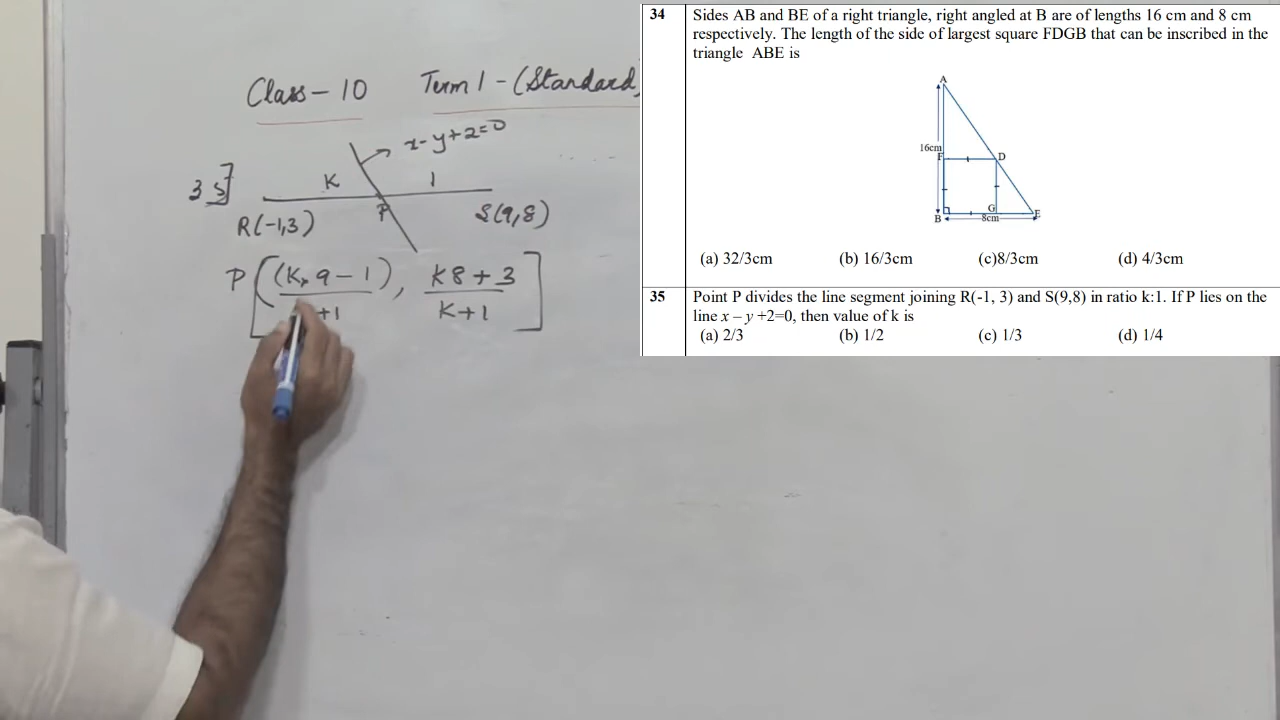 Class - 10 Term 1 - (Standard)
x-y+2=0
35]
K 1
P
R(-1,3) S(9,8)
P[(K×9-1), K8+3
+1 K+1]
34 Sides AB and BE of a right triangle, right angled at B are of lengths 16 cm and 8 cm
respectively. The length of the side of largest square FDGB that can be inscribed in the
triangle ABE is
A
16cm
F D
B G E
8cm
(a) 32/3cm (b) 16/3cm (c)8/3cm (d) 4/3cm
35 Point P divides the line segment joining R(-1, 3) and S(9,8) in ratio k:1. If P lies on the
line x – y +2=0, then value of k is
(a) 2/3 (b) 1/2 (c) 1/3 (d) 1/4